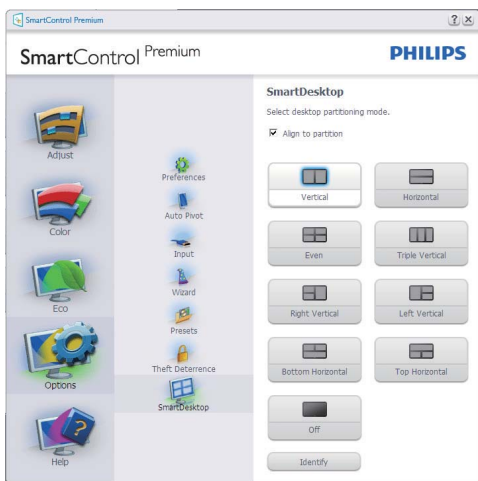 SmartControl Premium
SmartControl Premium
PHILIPS
Adjust
Color
Eco
Options
Help
Preferences
Auto Pivot
Input
Wizard
Presets
Theft Deterrence
SmartDesktop
SmartDesktop
Select desktop partitioning mode.
Align to partition
Vertical
Horizontal
Even
Triple Vertical
Right Vertical
Left Vertical
Bottom Horizontal
Top Horizontal
Off
Identify